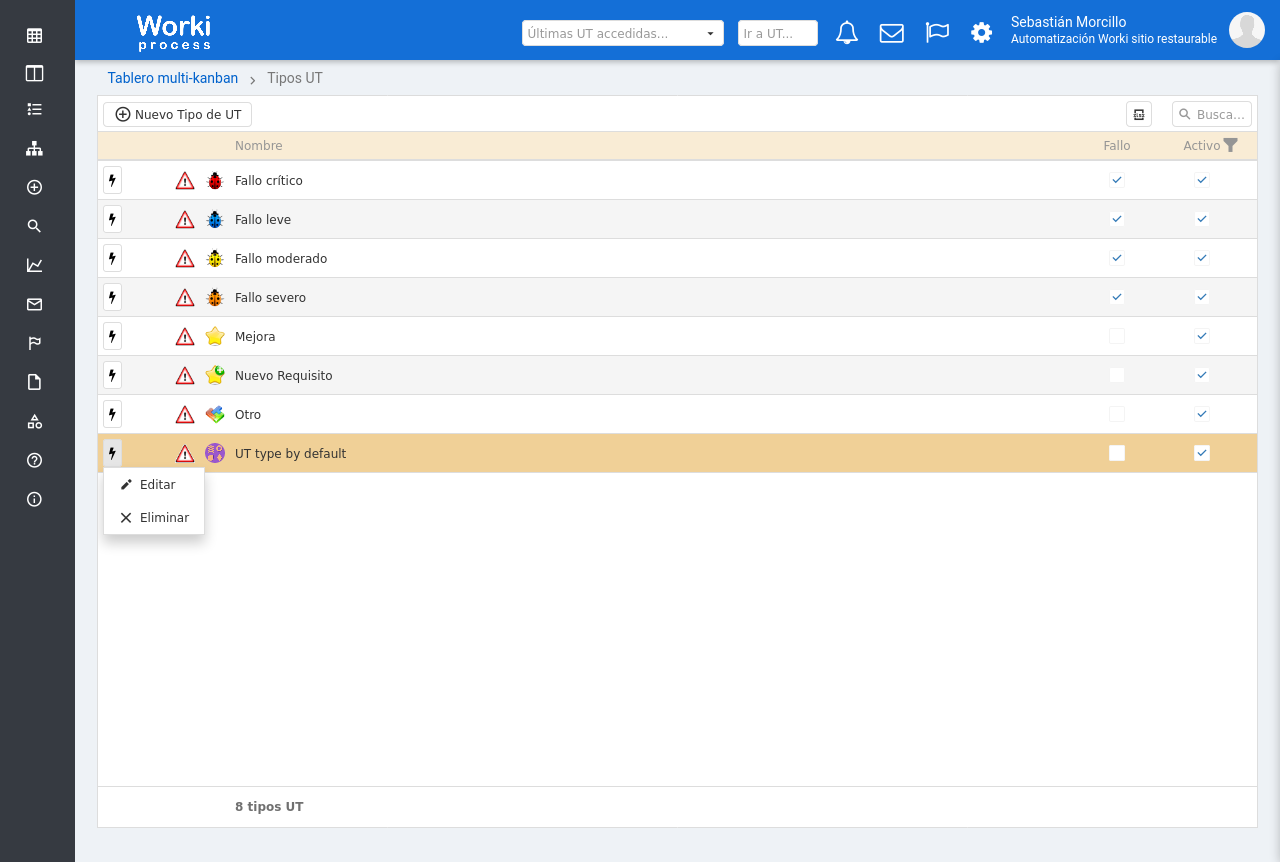 Worki
process
Últimas UT accedidas...
Ir a UT...
Sebastián Morcillo
Automatización Worki sitio restaurable
Tablero multi-kanban > Tipos UT
Nuevo Tipo de UT
Busca...
Nombre Fallo Activo
Fallo crítico
Fallo leve
Fallo moderado
Fallo severo
Mejora
Nuevo Requisito
Otro
UT type by default
Editar
Eliminar
8 tipos UT